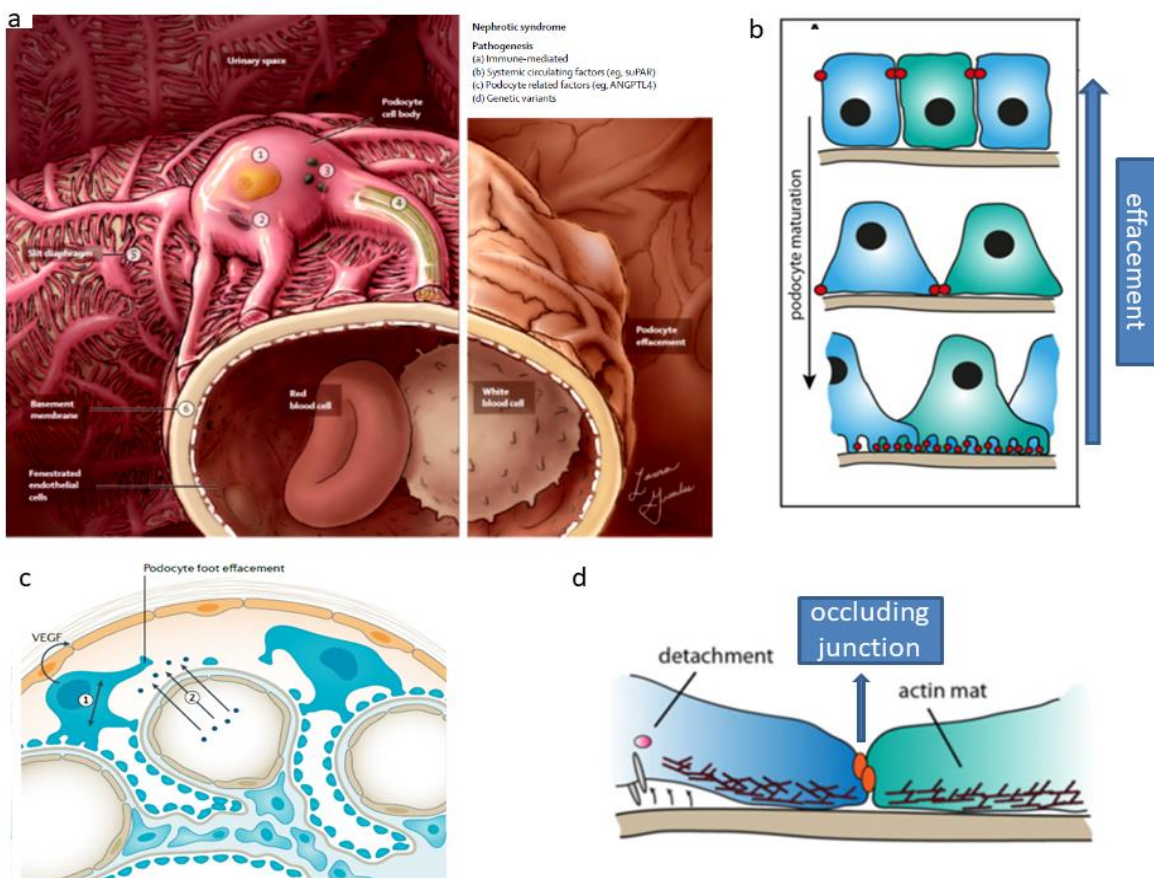 a
Urinary space
Podocyte
cell body
1
2
3
4
Slit diaphragm
5
Basement
membrane
6
Fenestrated
endothelial
cells
Red
blood cell
Nephrotic syndrome
Pathogenesis
(a) Immune-mediated
(b) Systemic circulating factors (eg, suPAR)
(c) Podocyte related factors (eg, ANGPTL4)
(d) Genetic variants
Podocyte
effacement
White
blood cell
b
podocyte maturation
effacement
c
Podocyte foot effacement
VEGF
1
2
d
occluding
junction
detachment
actin mat